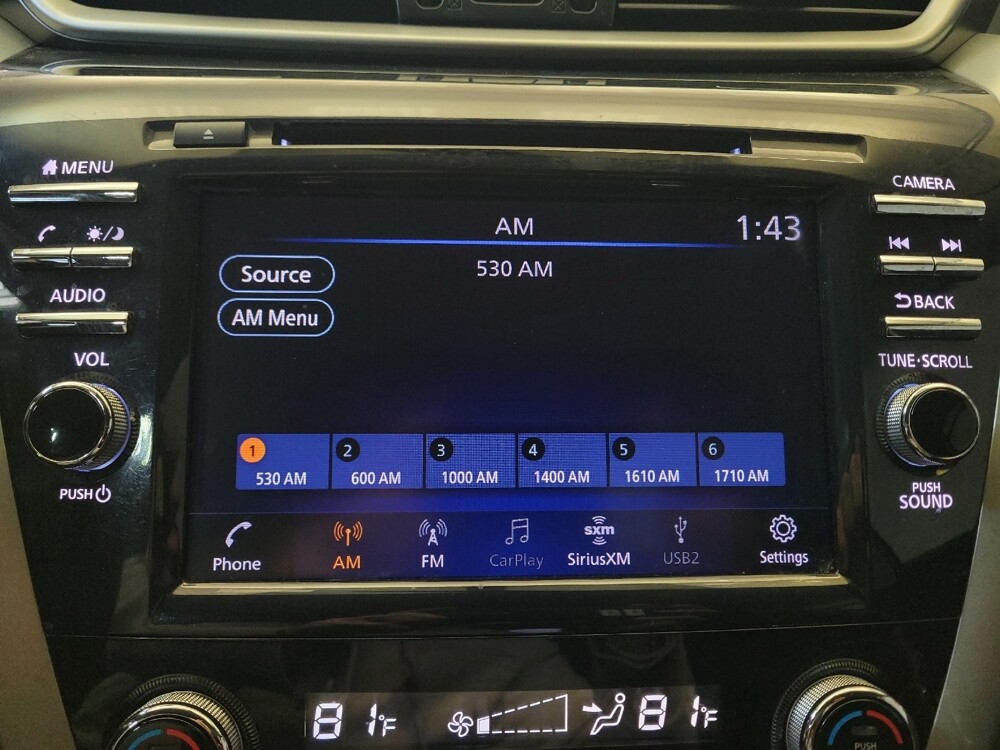 MENU
CAMERA
AM
1:43
Source
530 AM
AUDIO
BACK
AM Menu
VOL
TUNE·SCROLL
1 2 3 4 5 6
530 AM 600 AM 1000 AM 1400 AM 1610 AM 1710 AM
PUSH
PUSH
SOUND
sxm
Phone AM FM CarPlay SiriusXM USB2 Settings
81°F 81°F
PUSH